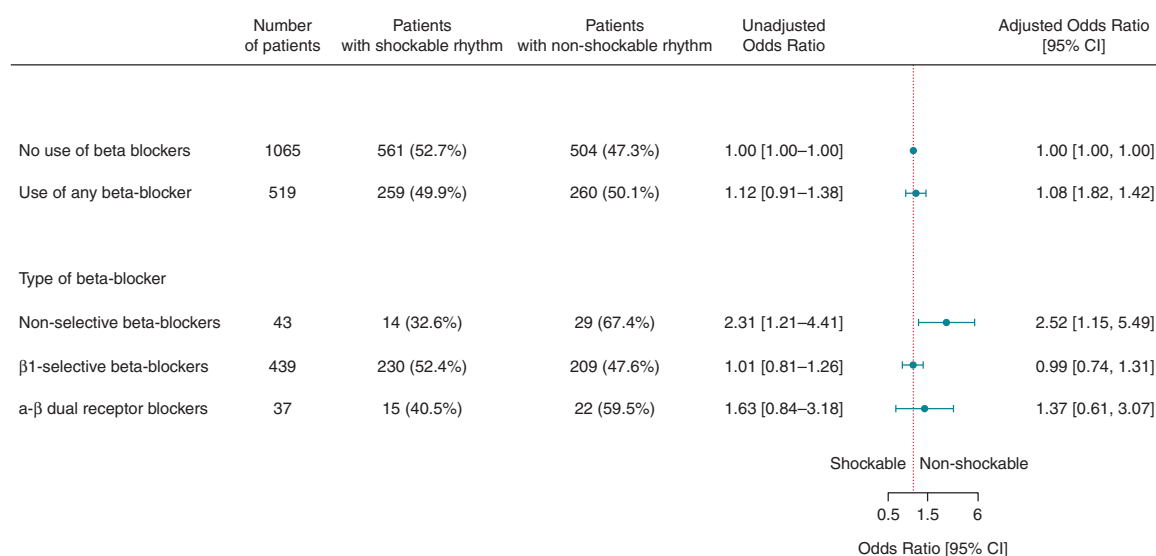 Number of patients Patients with shockable rhythm Patients with non-shockable rhythm Unadjusted Odds Ratio Adjusted Odds Ratio [95% CI]
No use of beta blockers 1065 561 (52.7%) 504 (47.3%) 1.00 [1.00–1.00] 1.00 [1.00, 1.00]
Use of any beta-blocker 519 259 (49.9%) 260 (50.1%) 1.12 [0.91–1.38] 1.08 [1.82, 1.42]
Type of beta-blocker
Non-selective beta-blockers 43 14 (32.6%) 29 (67.4%) 2.31 [1.21–4.41] 2.52 [1.15, 5.49]
β1-selective beta-blockers 439 230 (52.4%) 209 (47.6%) 1.01 [0.81–1.26] 0.99 [0.74, 1.31]
a-β dual receptor blockers 37 15 (40.5%) 22 (59.5%) 1.63 [0.84–3.18] 1.37 [0.61, 3.07]
Shockable Non-shockable
0.5 1.5 6
Odds Ratio [95% CI]